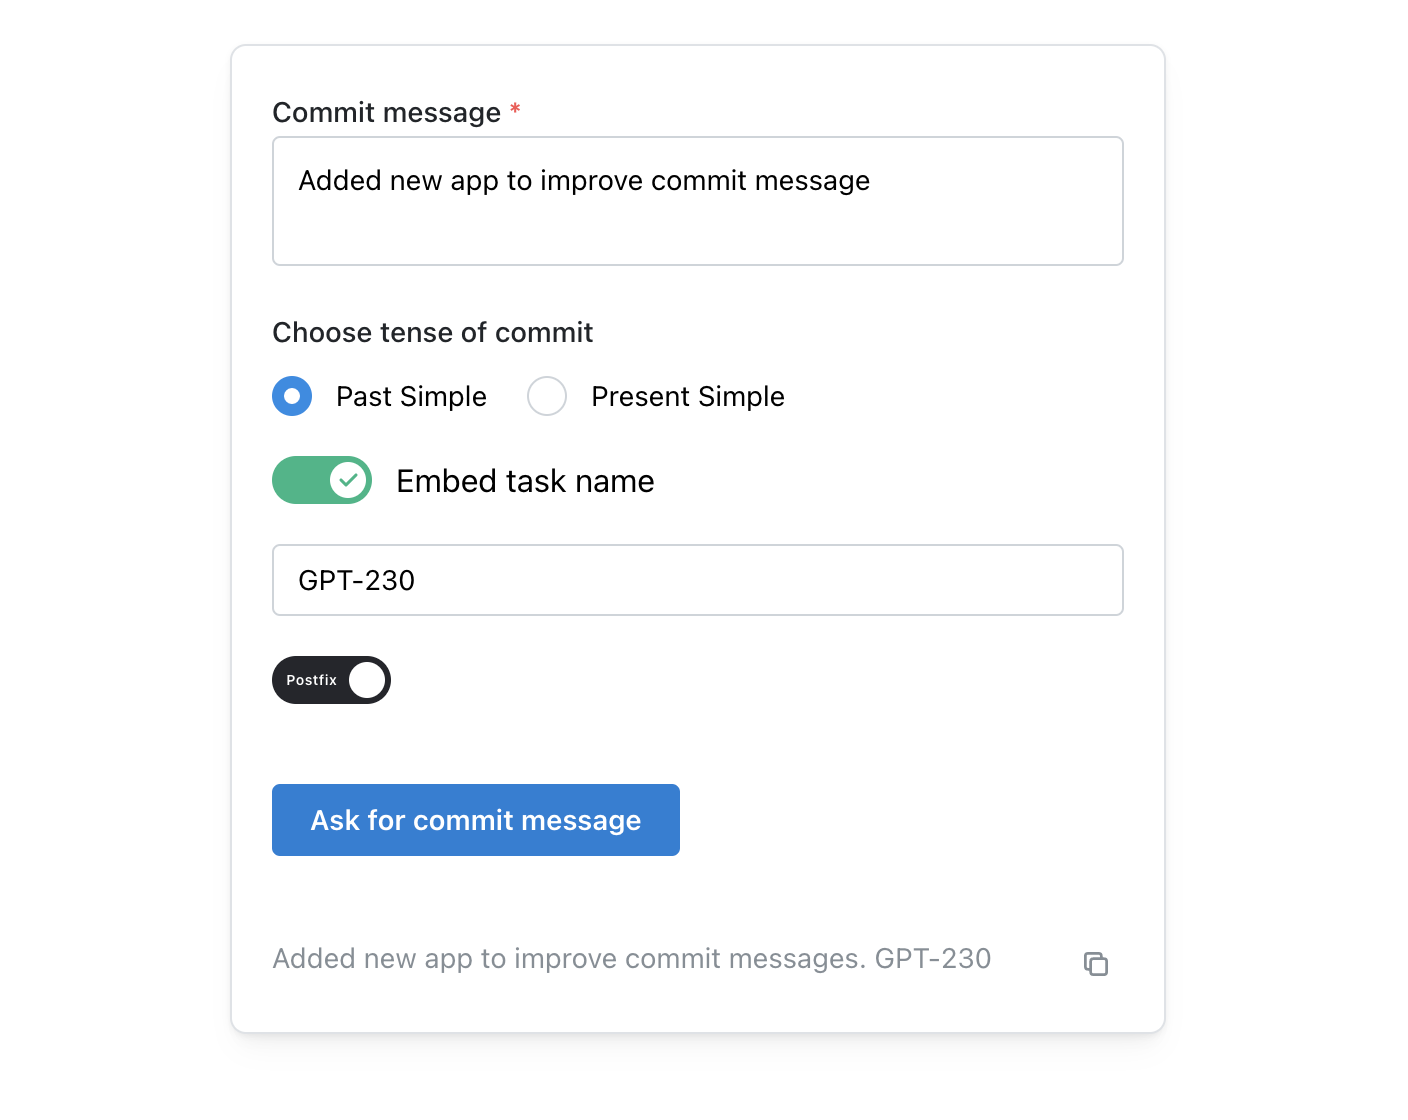 Commit message *
Added new app to improve commit message
Choose tense of commit
Past Simple Present Simple
Embed task name
GPT-230
Postfix
Ask for commit message
Added new app to improve commit messages. GPT-230